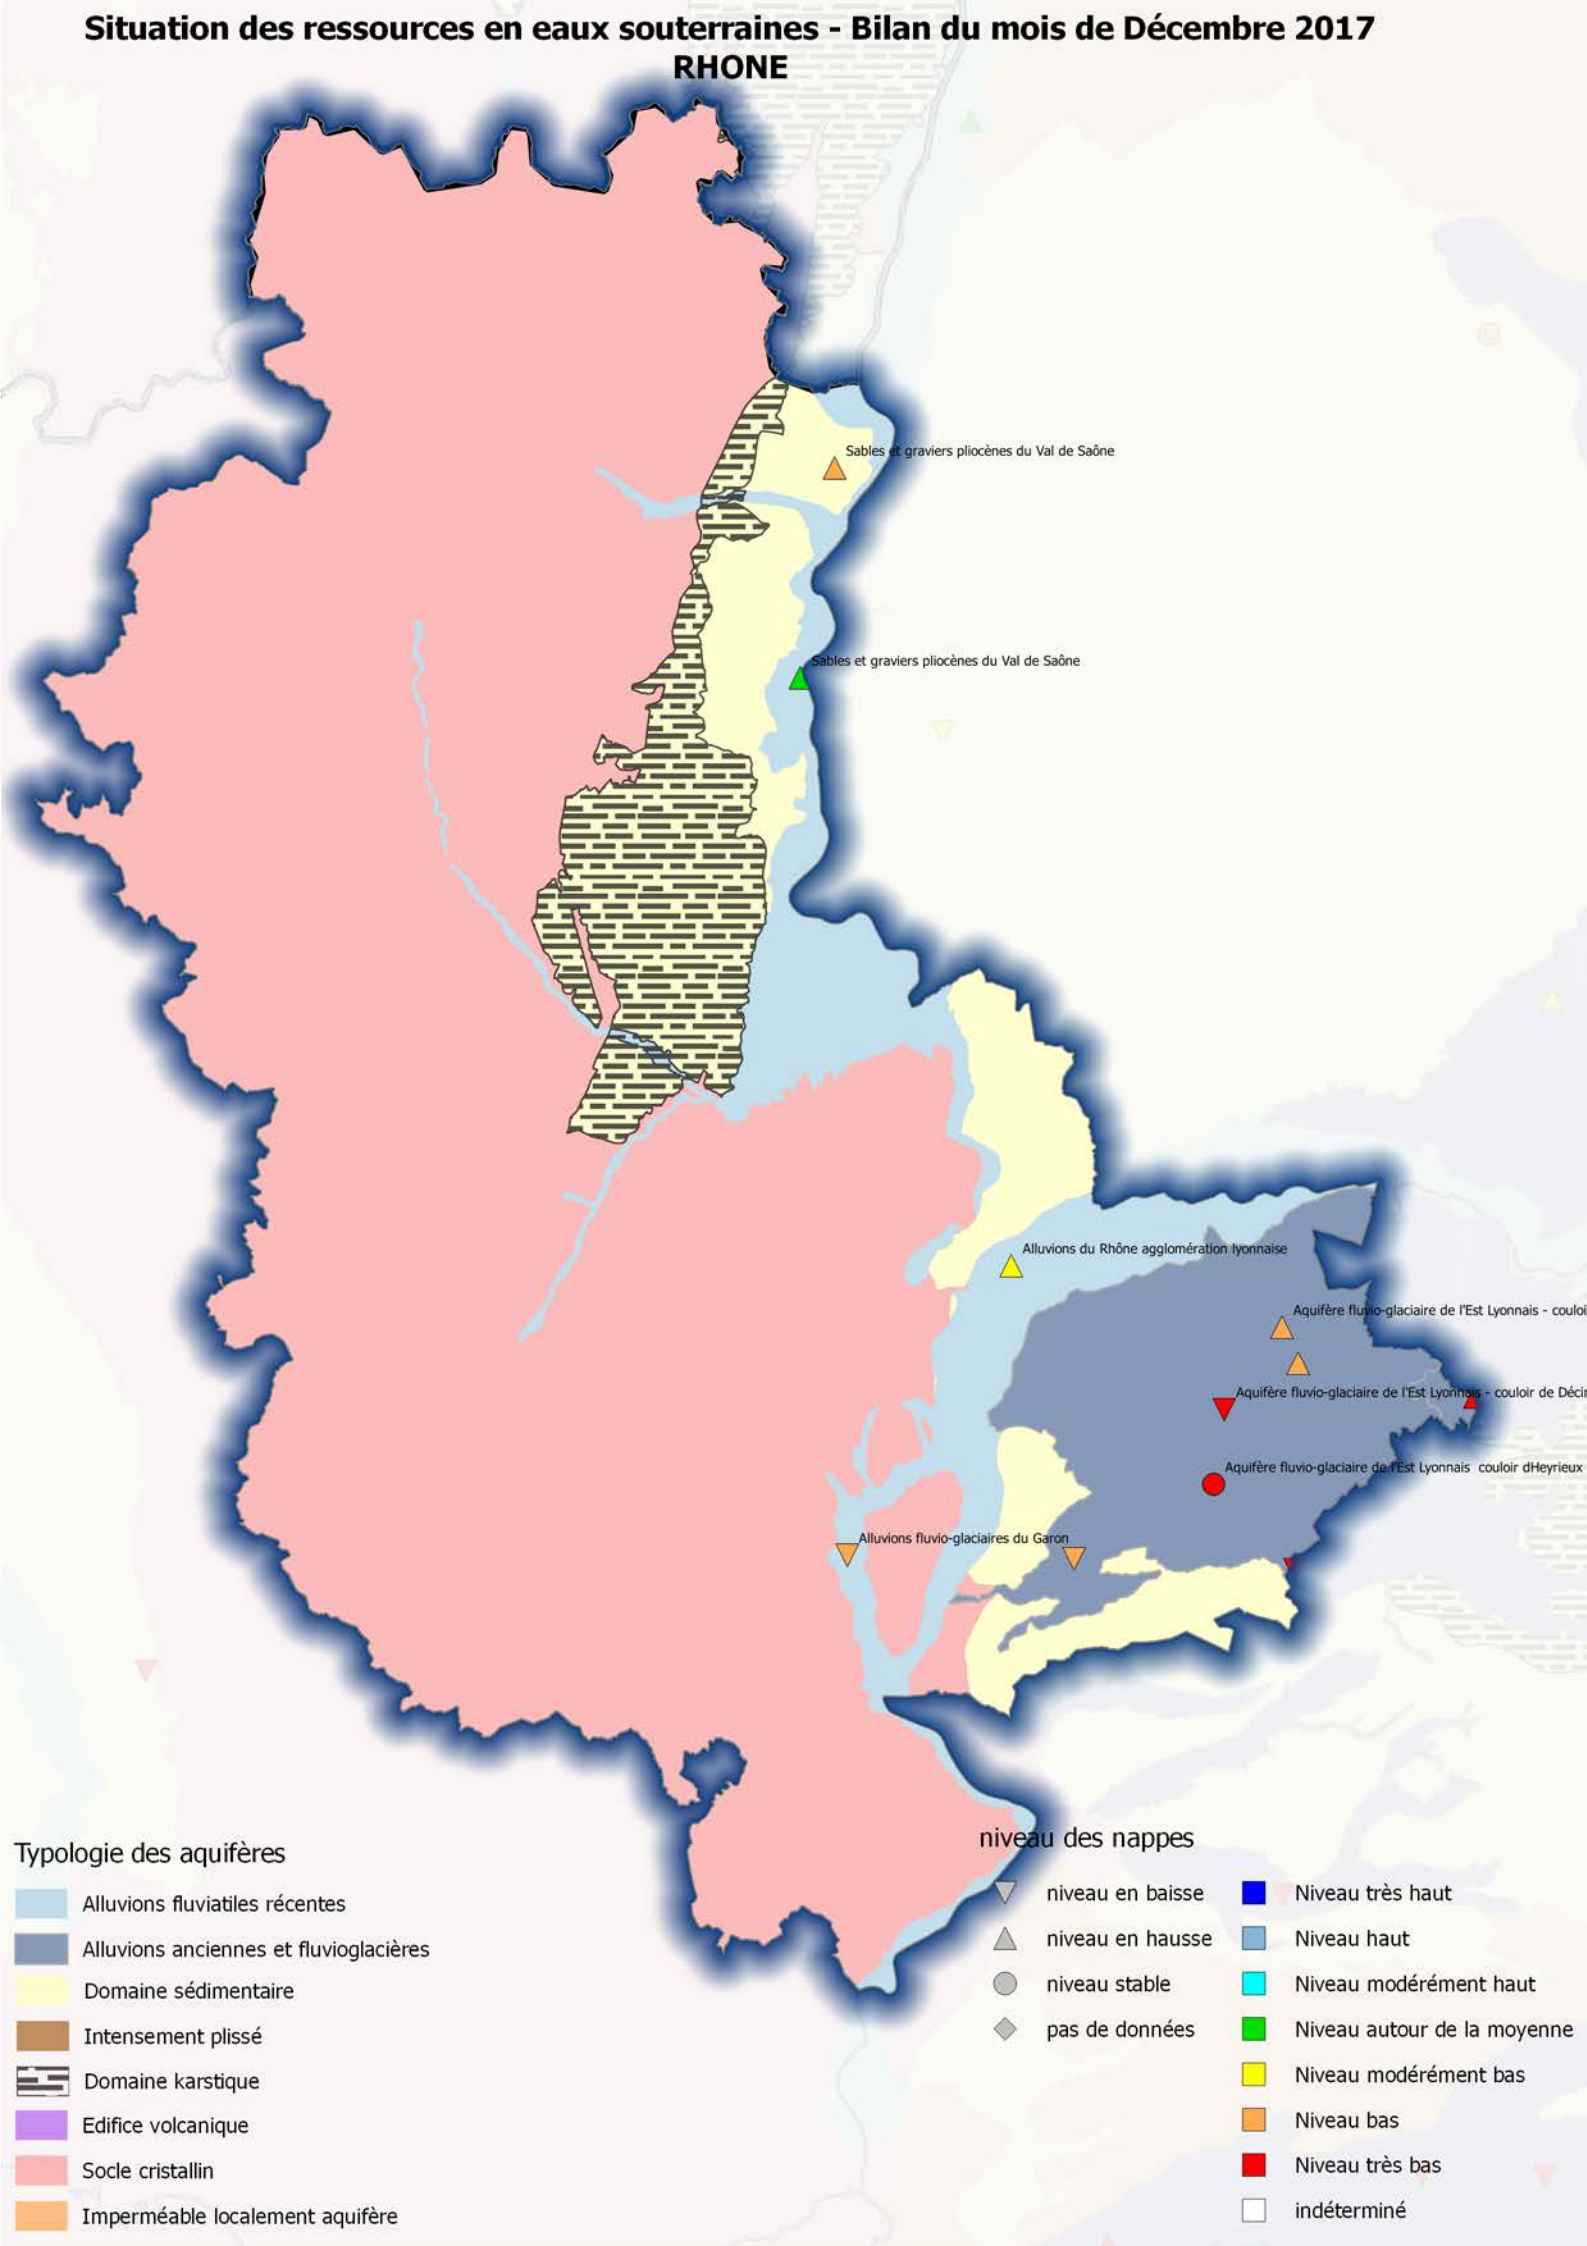 Situation des ressources en eaux souterraines - Bilan du mois de Décembre 2017
RHONE
Sables et graviers pliocènes du Val de Saône
Sables et graviers pliocènes du Val de Saône
Alluvions du Rhône agglomération lyonnaise
Aquifère fluvio-glaciaire de l'Est Lyonnais - couloi
Aquifère fluvio-glaciaire de l'Est Lyonnais - couloir de Décin
Aquifère fluvio-glaciaire de l'Est Lyonnais couloir dHeyrieux
Alluvions fluvio-glaciaires du Garon
Typologie des aquifères
Alluvions fluviatiles récentes
Alluvions anciennes et fluvioglacières
Domaine sédimentaire
Intensement plissé
Domaine karstique
Edifice volcanique
Socle cristallin
Imperméable localement aquifère
niveau des nappes
niveau en baisse
niveau en hausse
niveau stable
pas de données
Niveau très haut
Niveau haut
Niveau modérément haut
Niveau autour de la moyenne
Niveau modérément bas
Niveau bas
Niveau très bas
indéterminé